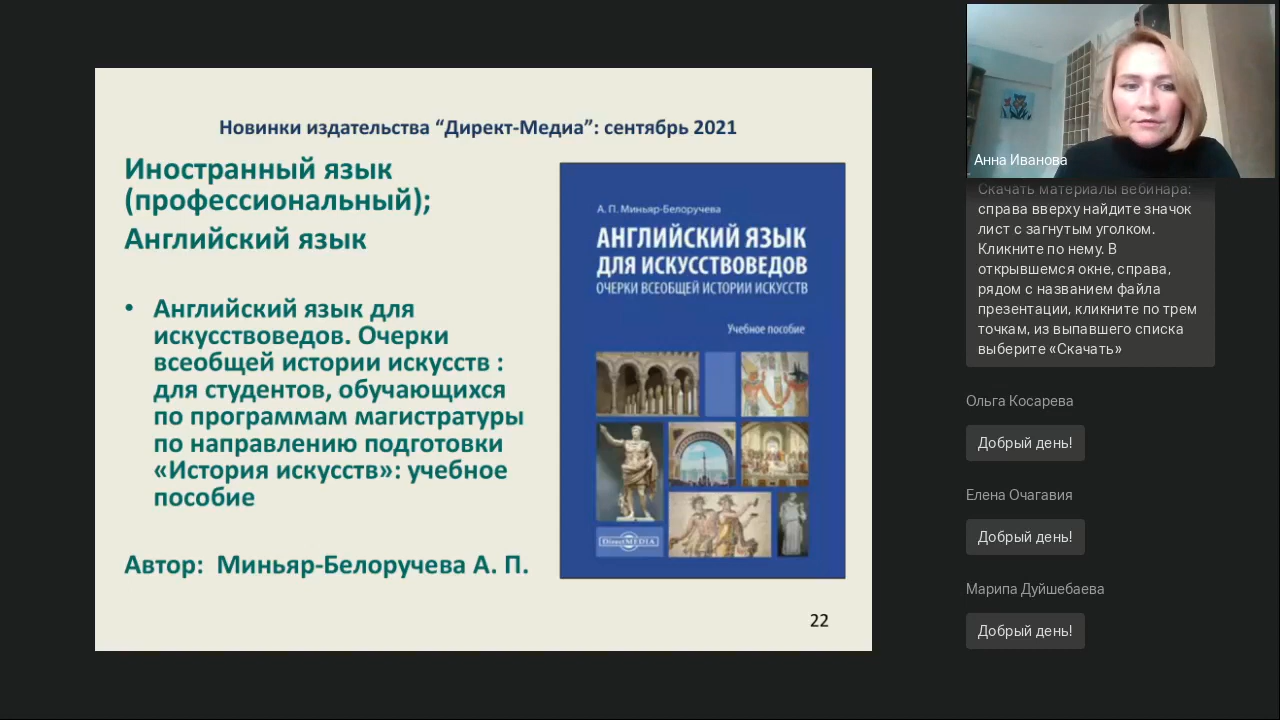 Новинки издательства “Директ-Медиа”: сентябрь 2021
Иностранный язык
(профессиональный);
Английский язык
• Английский язык для
искусствоведов. Очерки
всеобщей истории искусств :
для студентов, обучающихся
по программам магистратуры
по направлению подготовки
«История искусств»: учебное
пособие
Автор: Миньяр-Белоручева А. П.
А. П. Миньяр-Белоручева
АНГЛИЙСКИЙ ЯЗЫК
ДЛЯ ИСКУССТВОВЕДОВ
ОЧЕРКИ ВСЕОБЩЕЙ ИСТОРИИ ИСКУССТВ
Учебное пособие
DirectMEDIA
22
Анна Иванова
Скачать материалы вебинара:
справа вверху найдите значок
лист с загнутым уголком.
Кликните по нему. В
открывшемся окне, справа,
рядом с названием файла
презентации, кликните по трем
точкам, из выпавшего списка
выберите «Скачать»
Ольга Косарева
Добрый день!
Елена Очагавия
Добрый день!
Марипа Дуйшебаева
Добрый день!